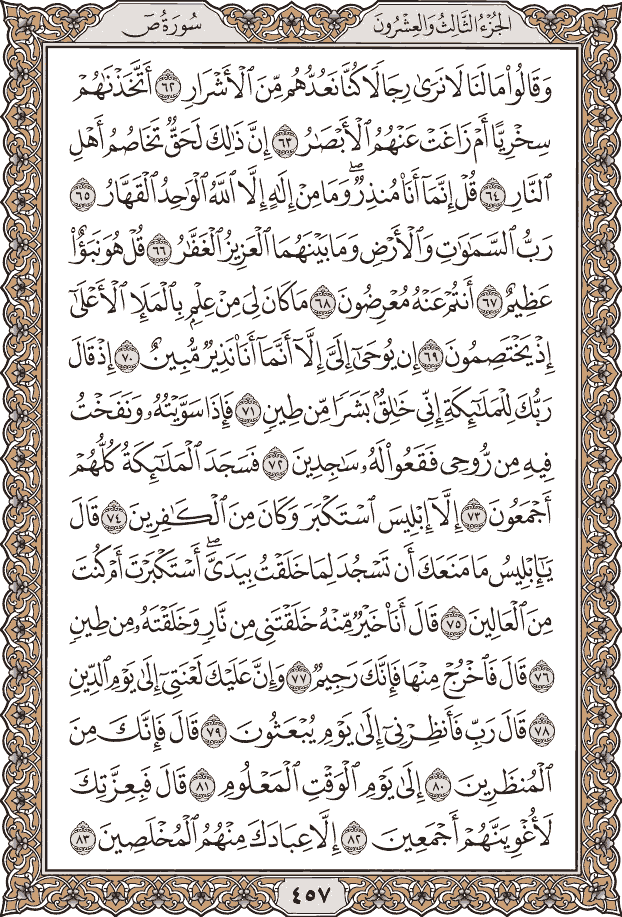 الجُزْءُ الثَّالِثُ وَالعِشْرُونَ سُورَةُ صٓ
وَقَالُواْ مَا لَنَا لَا نَرَىٰ رِجَالٗا كُنَّا نَعُدُّهُم مِّنَ ٱلۡأَشۡرَارِ ٦٢ أَتَّخَذۡنَٰهُمۡ
سِخۡرِيًّا أَمۡ زَاغَتۡ عَنۡهُمُ ٱلۡأَبۡصَٰرُ ٦٣ إِنَّ ذَٰلِكَ لَحَقّٞ تَخَاصُمُ أَهۡلِ
ٱلنَّارِ ٦٤ قُلۡ إِنَّمَآ أَنَا۠ مُنذِرٞۖ وَمَا مِنۡ إِلَٰهٍ إِلَّا ٱللَّهُ ٱلۡوَٰحِدُ ٱلۡقَهَّارُ ٦٥
رَبُّ ٱلسَّمَٰوَٰتِ وَٱلۡأَرۡضِ وَمَا بَيۡنَهُمَا ٱلۡعَزِيزُ ٱلۡغَفَّٰرُ ٦٦ قُلۡ هُوَ نَبَؤٌاْ
عَظِيمٌ ٦٧ أَنتُمۡ عَنۡهُ مُعۡرِضُونَ ٦٨ مَا كَانَ لِيَ مِنۡ عِلۡمِۭ بِٱلۡمَلَإِ ٱلۡأَعۡلَىٰٓ
إِذۡ يَخۡتَصِمُونَ ٦٩ إِن يُوحَىٰٓ إِلَيَّ إِلَّآ أَنَّمَآ أَنَا۠ نَذِيرٞ مُّبِينٌ ٧٠ إِذۡ قَالَ
رَبُّكَ لِلۡمَلَٰٓئِكَةِ إِنِّي خَٰلِقُۢ بَشَرٗا مِّن طِينٖ ٧١ فَإِذَا سَوَّيۡتُهُۥ وَنَفَخۡتُ
فِيهِ مِن رُّوحِي فَقَعُواْ لَهُۥ سَٰجِدِينَ ٧٢ فَسَجَدَ ٱلۡمَلَٰٓئِكَةُ كُلُّهُمۡ
أَجۡمَعُونَ ٧٣ إِلَّآ إِبۡلِيسَ ٱسۡتَكۡبَرَ وَكَانَ مِنَ ٱلۡكَٰفِرِينَ ٧٤ قَالَ
يَٰٓإِبۡلِيسُ مَا مَنَعَكَ أَن تَسۡجُدَ لِمَا خَلَقۡتُ بِيَدَيَّۖ أَسۡتَكۡبَرۡتَ أَمۡ كُنتَ
مِنَ ٱلۡعَالِينَ ٧٥ قَالَ أَنَا۠ خَيۡرٞ مِّنۡهُ خَلَقۡتَنِي مِن نَّارٖ وَخَلَقۡتَهُۥ مِن طِينٖ
٧٦ قَالَ فَٱخۡرُجۡ مِنۡهَا فَإِنَّكَ رَجِيمٞ ٧٧ وَإِنَّ عَلَيۡكَ لَعۡنَتِيٓ إِلَىٰ يَوۡمِ ٱلدِّينِ
٧٨ قَالَ رَبِّ فَأَنظِرۡنِيٓ إِلَىٰ يَوۡمِ يُبۡعَثُونَ ٧٩ قَالَ فَإِنَّكَ مِنَ
ٱلۡمُنظَرِينَ ٨٠ إِلَىٰ يَوۡمِ ٱلۡوَقۡتِ ٱلۡمَعۡلُومِ ٨١ قَالَ فَبِعِزَّتِكَ
لَأُغۡوِيَنَّهُمۡ أَجۡمَعِينَ ٨٢ إِلَّا عِبَادَكَ مِنۡهُمُ ٱلۡمُخۡلَصِينَ ٨٣
٤٥٧